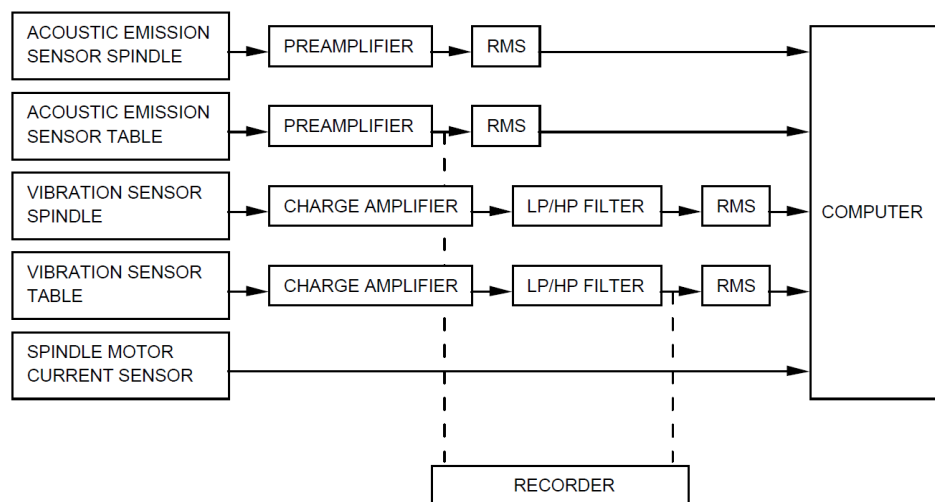 ACOUSTIC EMISSION
SENSOR SPINDLE
PREAMPLIFIER
RMS
ACOUSTIC EMISSION
SENSOR TABLE
PREAMPLIFIER
RMS
VIBRATION SENSOR
SPINDLE
CHARGE AMPLIFIER
LP/HP FILTER
RMS
COMPUTER
VIBRATION SENSOR
TABLE
CHARGE AMPLIFIER
LP/HP FILTER
RMS
SPINDLE MOTOR
CURRENT SENSOR
RECORDER